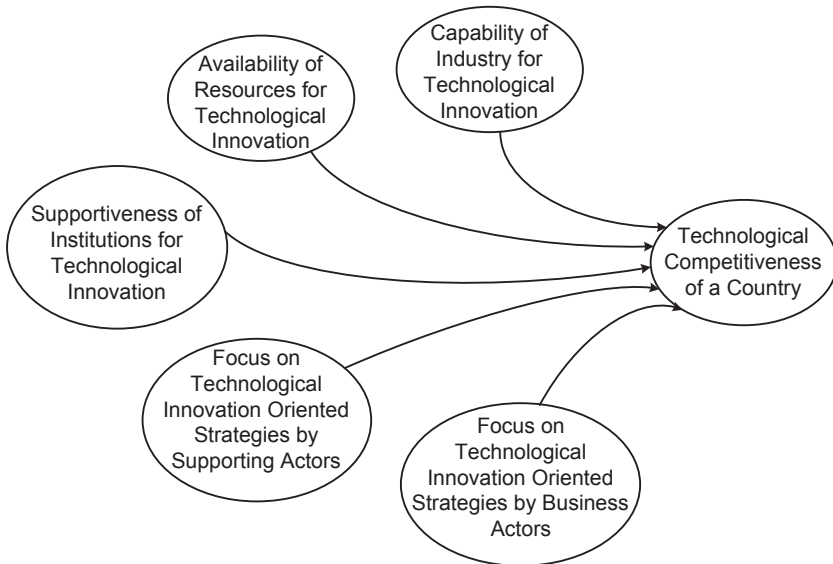 Capability of
Industry for
Technological
Innovation
Availability of
Resources for
Technological
Innovation
Supportiveness of
Institutions for
Technological
Innovation
Technological
Competitiveness
of a Country
Focus on
Technological
Innovation Oriented
Strategies by
Supporting Actors
Focus on
Technological
Innovation Oriented
Strategies by Business
Actors